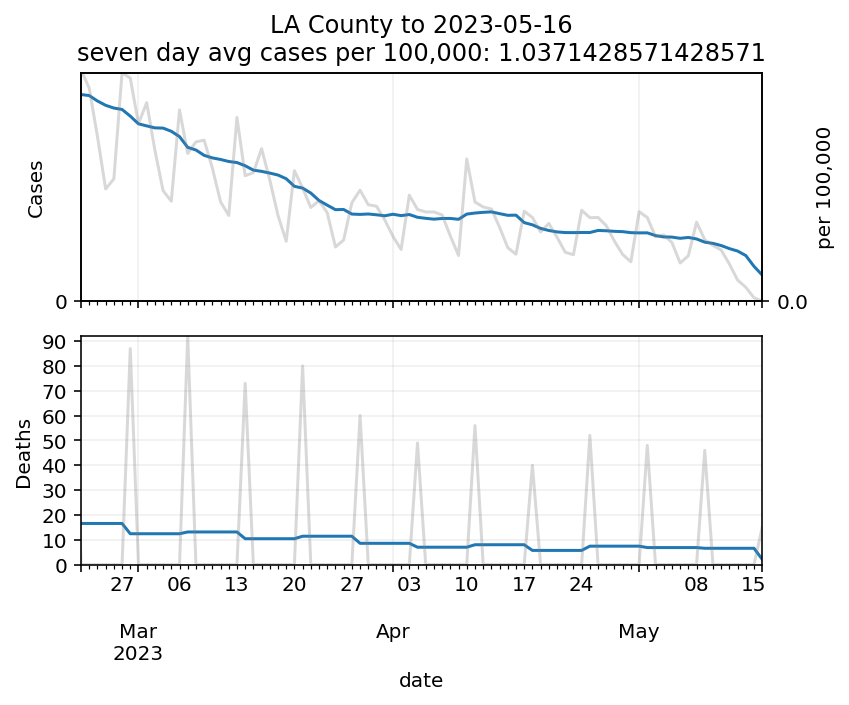 LA County to 2023-05-16
seven day avg cases per 100,000: 1.0371428571428571
Cases
0
per 100,000
0.0
Deaths
90
80
70
60
50
40
30
20
10
0
27 06 13 20 27 03 10 17 24 08 15
Mar Apr May
2023
date